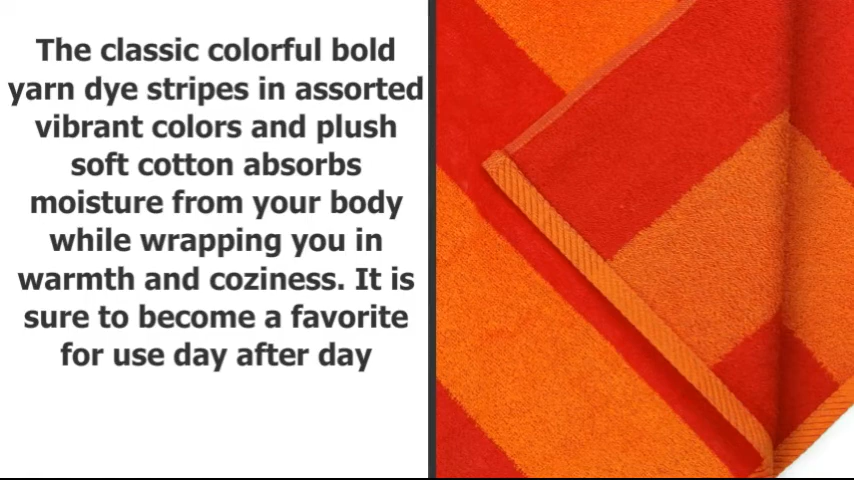 The classic colorful bold
yarn dye stripes in assorted
vibrant colors and plush
soft cotton absorbs
moisture from your body
while wrapping you in
warmth and coziness. It is
sure to become a favorite
for use day after day